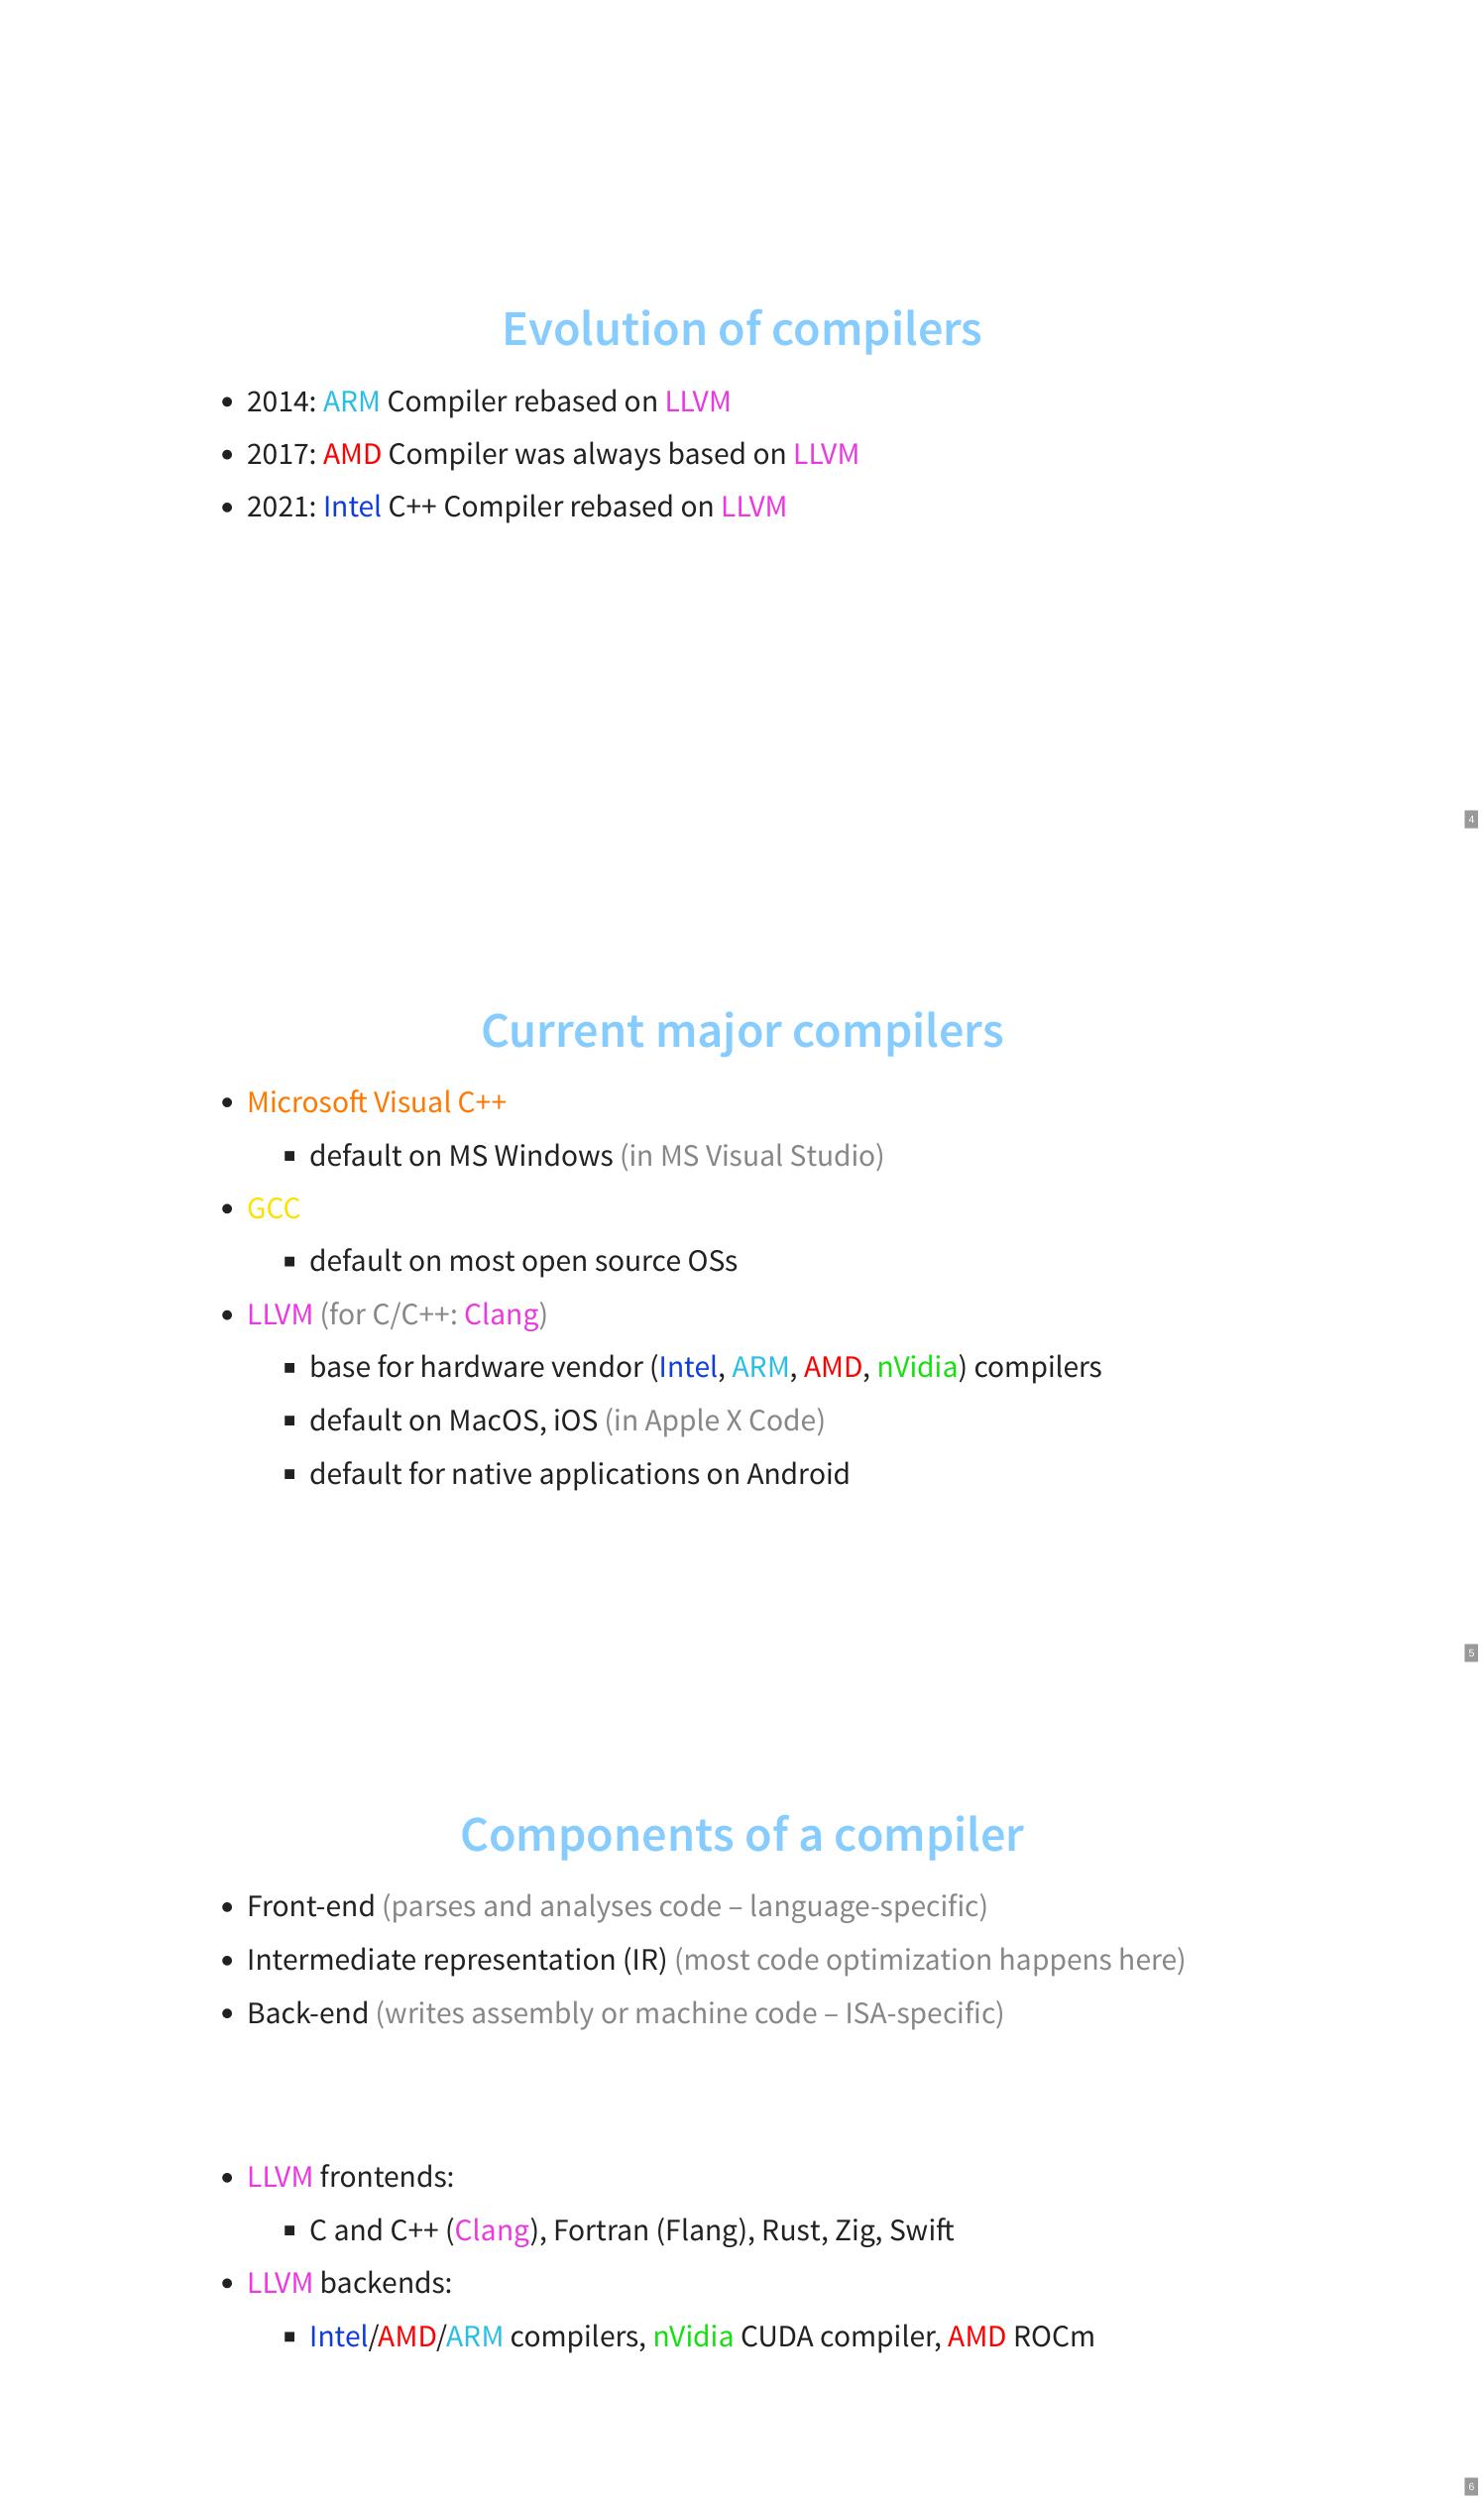 Evolution of compilers
• 2014: ARM Compiler rebased on LLVM
• 2017: AMD Compiler was always based on LLVM
• 2021: Intel C++ Compiler rebased on LLVM
4
Current major compilers
• Microsoft Visual C++
▪ default on MS Windows (in MS Visual Studio)
• GCC
▪ default on most open source OSs
• LLVM (for C/C++: Clang)
▪ base for hardware vendor (Intel, ARM, AMD, nVidia) compilers
▪ default on MacOS, iOS (in Apple X Code)
▪ default for native applications on Android
5
Components of a compiler
• Front-end (parses and analyses code – language-specific)
• Intermediate representation (IR) (most code optimization happens here)
• Back-end (writes assembly or machine code – ISA-specific)
• LLVM frontends:
▪ C and C++ (Clang), Fortran (Flang), Rust, Zig, Swift
• LLVM backends:
▪ Intel/AMD/ARM compilers, nVidia CUDA compiler, AMD ROCm
6